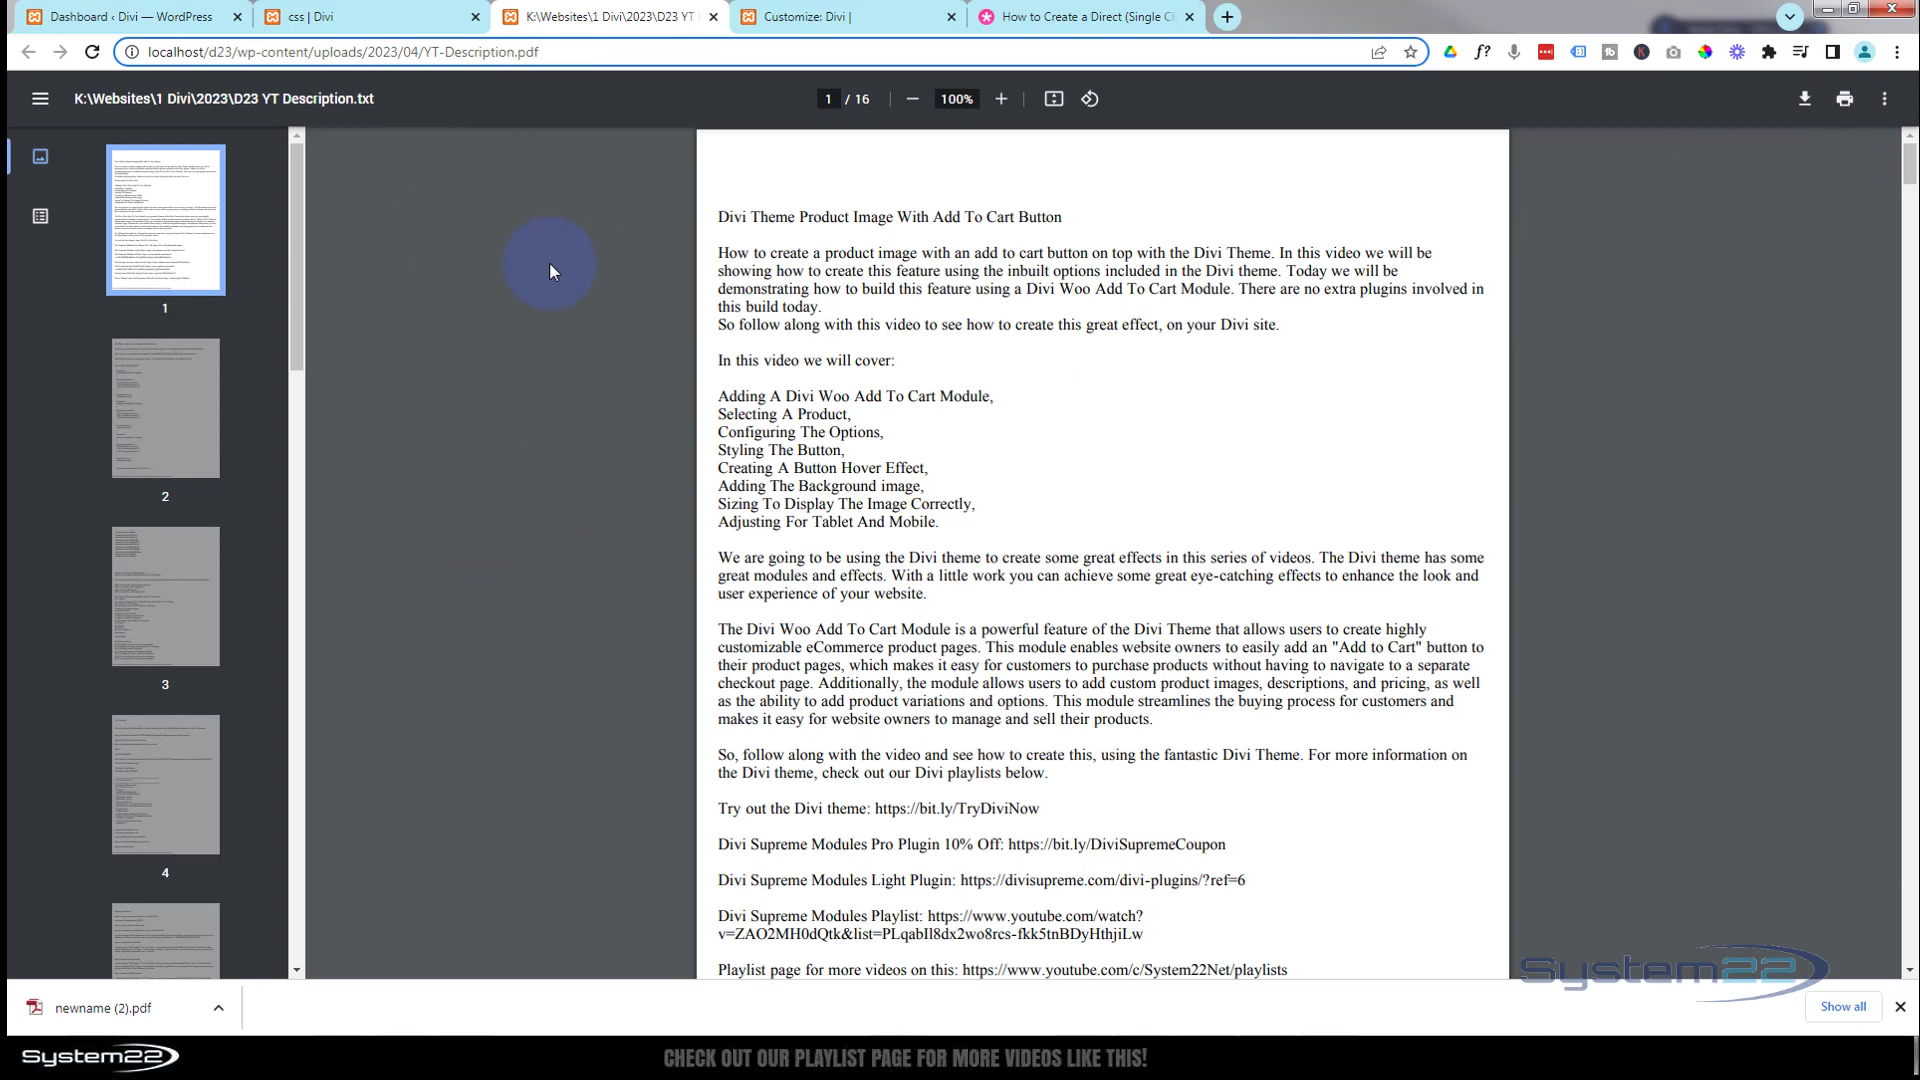 Dashboard ‹ Divi — WordPress
css | Divi
K:\Websites\1 Divi\2023\D23 YT
Customize: Divi |
How to Create a Direct (Single Cl
localhost/d23/wp-content/uploads/2023/04/YT-Description.pdf
K:\Websites\1 Divi\2023\D23 YT Description.txt
1 / 16
100%
1
2
3
4
Divi Theme Product Image With Add To Cart Button
How to create a product image with an add to cart button on top with the Divi Theme. In this video we will be
showing how to create this feature using the inbuilt options included in the Divi theme. Today we will be
demonstrating how to build this feature using a Divi Woo Add To Cart Module. There are no extra plugins involved in
this build today.
So follow along with this video to see how to create this great effect, on your Divi site.
In this video we will cover:
Adding A Divi Woo Add To Cart Module,
Selecting A Product,
Configuring The Options,
Styling The Button,
Creating A Button Hover Effect,
Adding The Background image,
Sizing To Display The Image Correctly,
Adjusting For Tablet And Mobile.
We are going to be using the Divi theme to create some great effects in this series of videos. The Divi theme has some
great modules and effects. With a little work you can achieve some great eye-catching effects to enhance the look and
user experience of your website.
The Divi Woo Add To Cart Module is a powerful feature of the Divi Theme that allows users to create highly
customizable eCommerce product pages. This module enables website owners to easily add an "Add to Cart" button to
their product pages, which makes it easy for customers to purchase products without having to navigate to a separate
checkout page. Additionally, the module allows users to add custom product images, descriptions, and pricing, as well
as the ability to add product variations and options. This module streamlines the buying process for customers and
makes it easy for website owners to manage and sell their products.
So, follow along with the video and see how to create this, using the fantastic Divi Theme. For more information on
the Divi theme, check out our Divi playlists below.
Try out the Divi theme: https://bit.ly/TryDiviNow
Divi Supreme Modules Pro Plugin 10% Off: https://bit.ly/DiviSupremeCoupon
Divi Supreme Modules Light Plugin: https://divisupreme.com/divi-plugins/?ref=6
Divi Supreme Modules Playlist: https://www.youtube.com/watch?
v=ZAO2MH0dQtk&list=PLqabIl8dx2wo8rcs-fkk5tnBDyHthjiLw
Playlist page for more videos on this: https://www.youtube.com/c/System22Net/playlists
System22
newname (2).pdf
Show all
System22
CHECK OUT OUR PLAYLIST PAGE FOR MORE VIDEOS LIKE THIS!